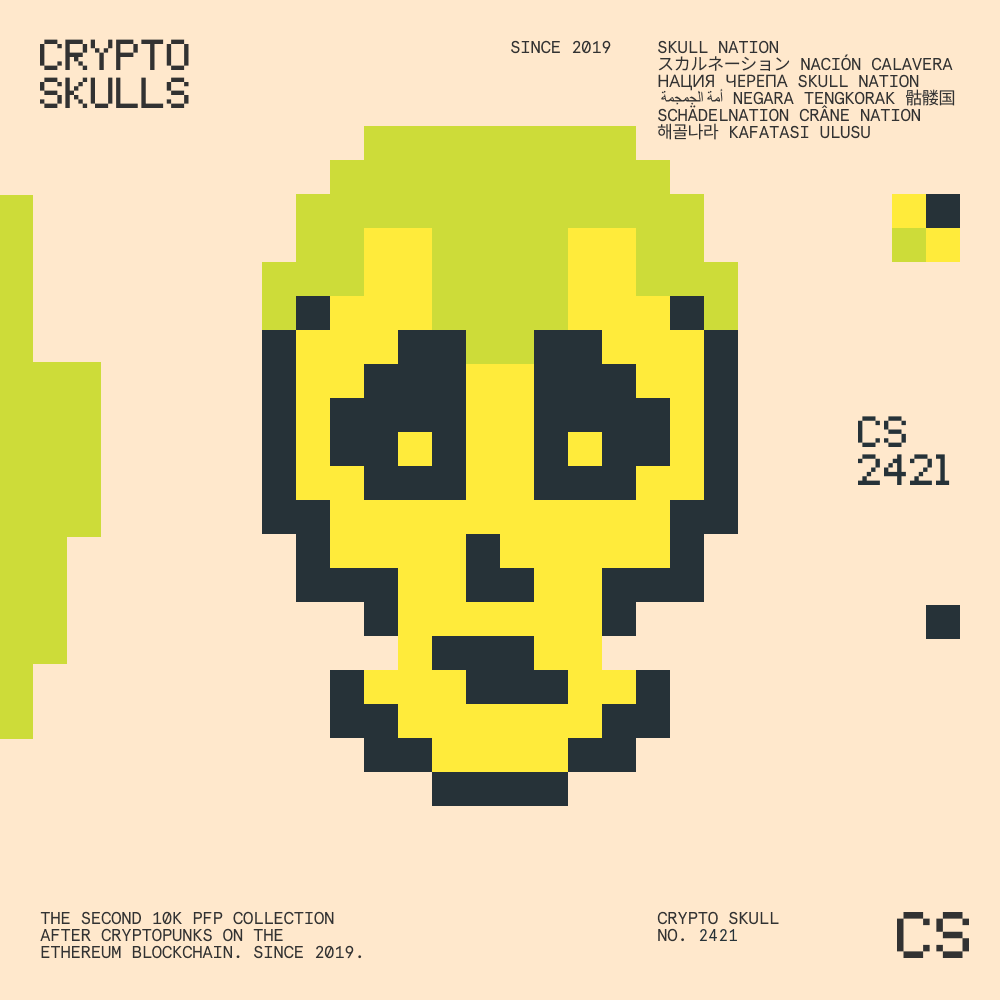 CRYPTO
SKULLS
SINCE 2019
SKULL NATION
スカルネーション NACIÓN CALAVERA
НАЦИЯ ЧЕРЕПА SKULL NATION
أمة الجمجمة NEGARA TENGKORAK 骷髅国
SCHÄDELNATION CRÂNE NATION
해골나라 KAFATASI ULUSU
CS
2421
THE SECOND 10K PFP COLLECTION
AFTER CRYPTOPUNKS ON THE
ETHEREUM BLOCKCHAIN. SINCE 2019.
CRYPTO SKULL
NO. 2421
CS